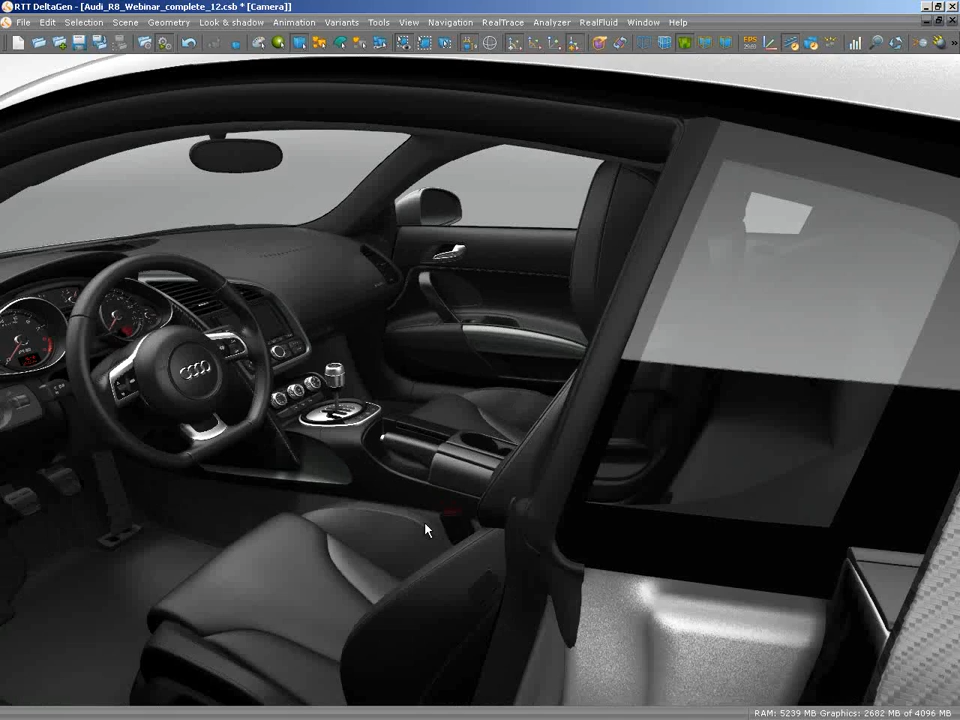 RTT DeltaGen - [Audi_R8_Webinar_complete_12.csb * [Camera]]
File Edit Selection Scene Geometry Look & shadow Animation Variants Tools View Navigation RealTrace Analyzer RealFluid Window Help
FPS
RAM: 5239 MB Graphics: 2682 MB of 4096 MB